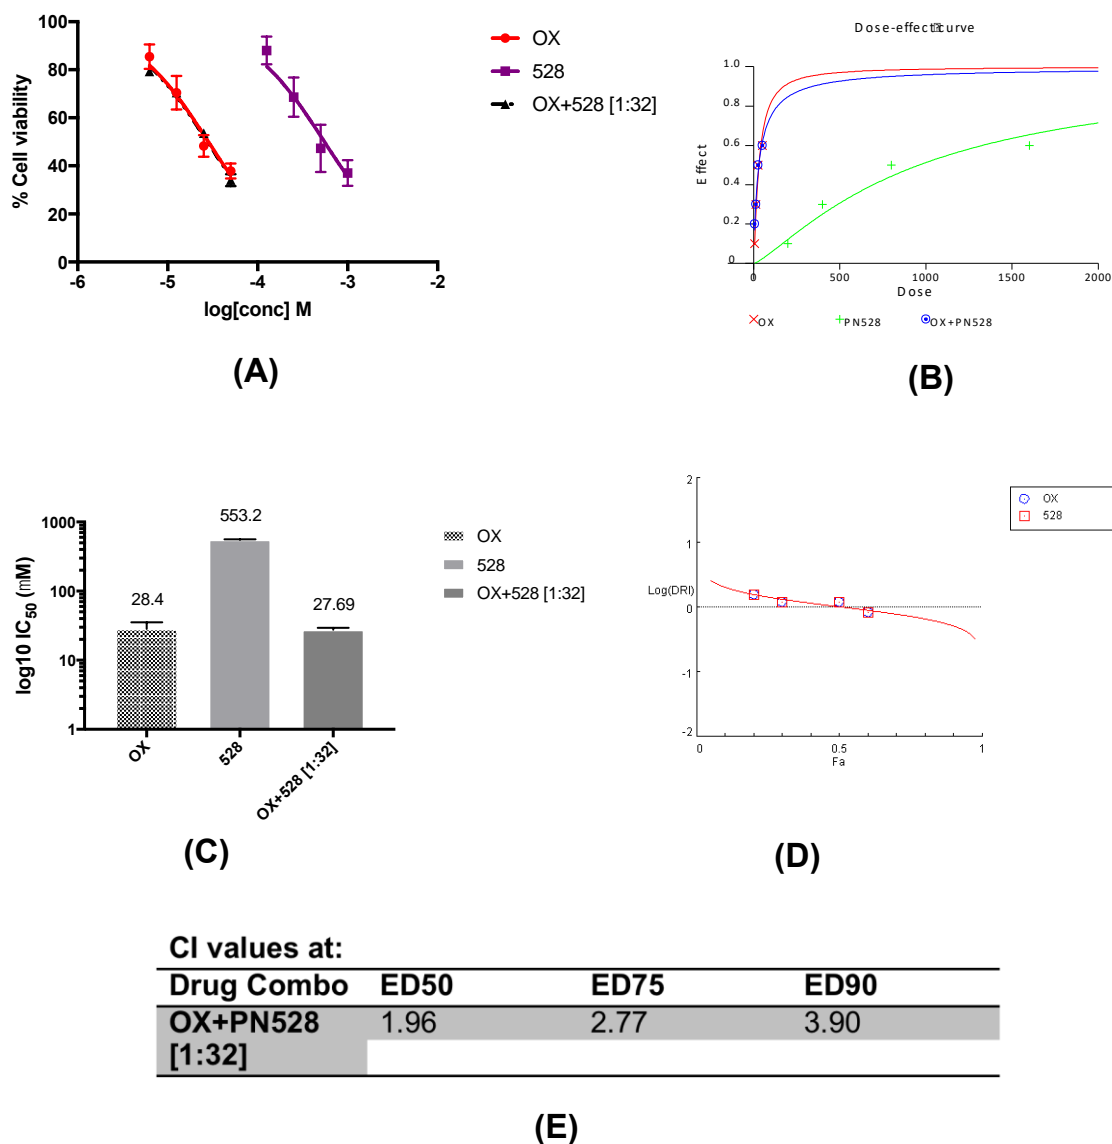 100
80
60
40
20
0
% Cell viability
-6
-5
-4
-3
-2
log[conc] M
OX
528
OX+528 [1:32]
(A)
Dose-effect curve
1.0
0.8
0.6
0.4
0.2
0
Effect
0
500
1000
1500
2000
Dose
OX
PN528
OX+PN528
(B)
1000
100
10
1
log10 IC50 (mM)
28.4
553.2
27.69
OX
528
OX+528 [1:32]
OX
528
OX+528 [1:32]
(C)
2
1
Log(DRI)
0
-1
-2
0
0.5
1
Fa
OX
528
(D)
CI values at:
Drug Combo ED50 ED75 ED90
OX+PN528 1.96 2.77 3.90
[1:32]
(E)